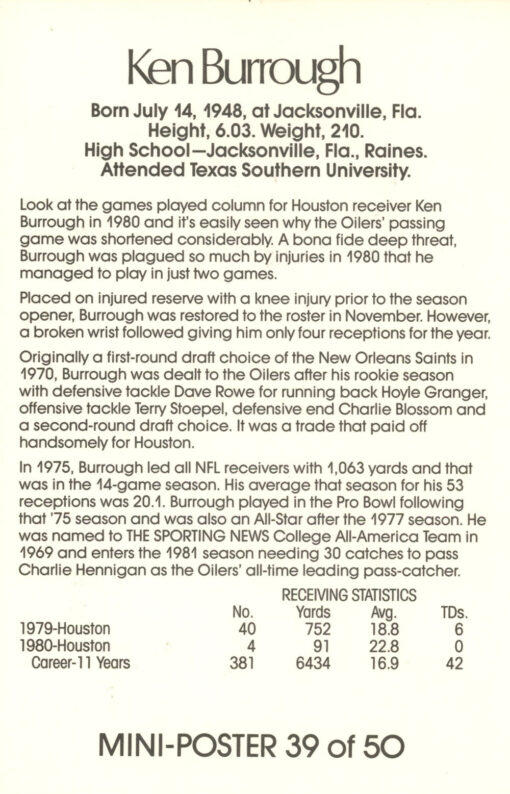 Ken Burrough
Born July 14, 1948, at Jacksonville, Fla.
Height, 6.03. Weight, 210.
High School—Jacksonville, Fla., Raines.
Attended Texas Southern University.
Look at the games played column for Houston receiver Ken
Burrough in 1980 and it's easily seen why the Oilers' passing
game was shortened considerably. A bona fide deep threat,
Burrough was plagued so much by injuries in 1980 that he
managed to play in just two games.
Placed on injured reserve with a knee injury prior to the season
opener, Burrough was restored to the roster in November. However,
a broken wrist followed giving him only four receptions for the year.
Originally a first-round draft choice of the New Orleans Saints in
1970, Burrough was dealt to the Oilers after his rookie season
with defensive tackle Dave Rowe for running back Hoyle Granger,
offensive tackle Terry Stoepel, defensive end Charlie Blossom and
a second-round draft choice. It was a trade that paid off
handsomely for Houston.
In 1975, Burrough led all NFL receivers with 1,063 yards and that
was in the 14-game season. His average that season for his 53
receptions was 20.1. Burrough played in the Pro Bowl following
that '75 season and was also an All-Star after the 1977 season. He
was named to THE SPORTING NEWS College All-America Team in
1969 and enters the 1981 season needing 30 catches to pass
Charlie Hennigan as the Oilers' all-time leading pass-catcher.
RECEIVING STATISTICS
No. Yards Avg. TDs.
1979-Houston 40 752 18.8 6
1980-Houston 4 91 22.8 0
Career-11 Years 381 6434 16.9 42
MINI-POSTER 39 of 50